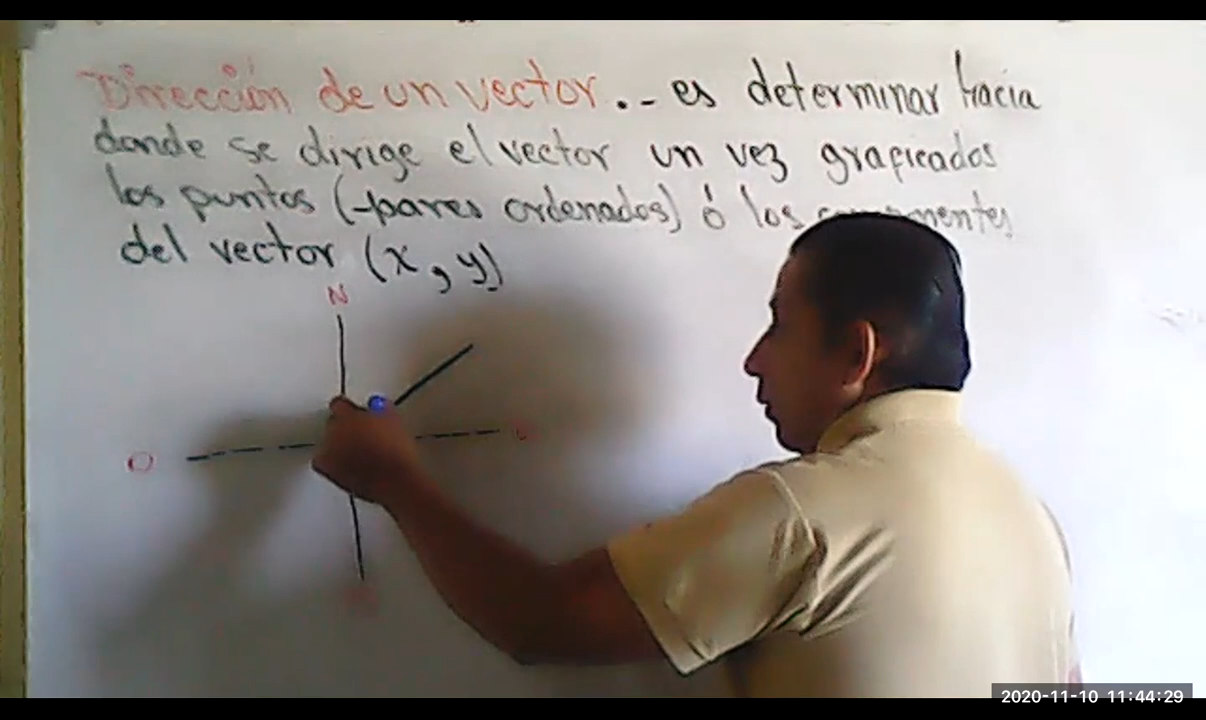 Dirección de un vector.- es determinar hacia
donde se dirige el vector un vez graficados
los puntos (pares ordenados) ó los
del vector (x, y)
N
O
2020-11-10 11:44:29